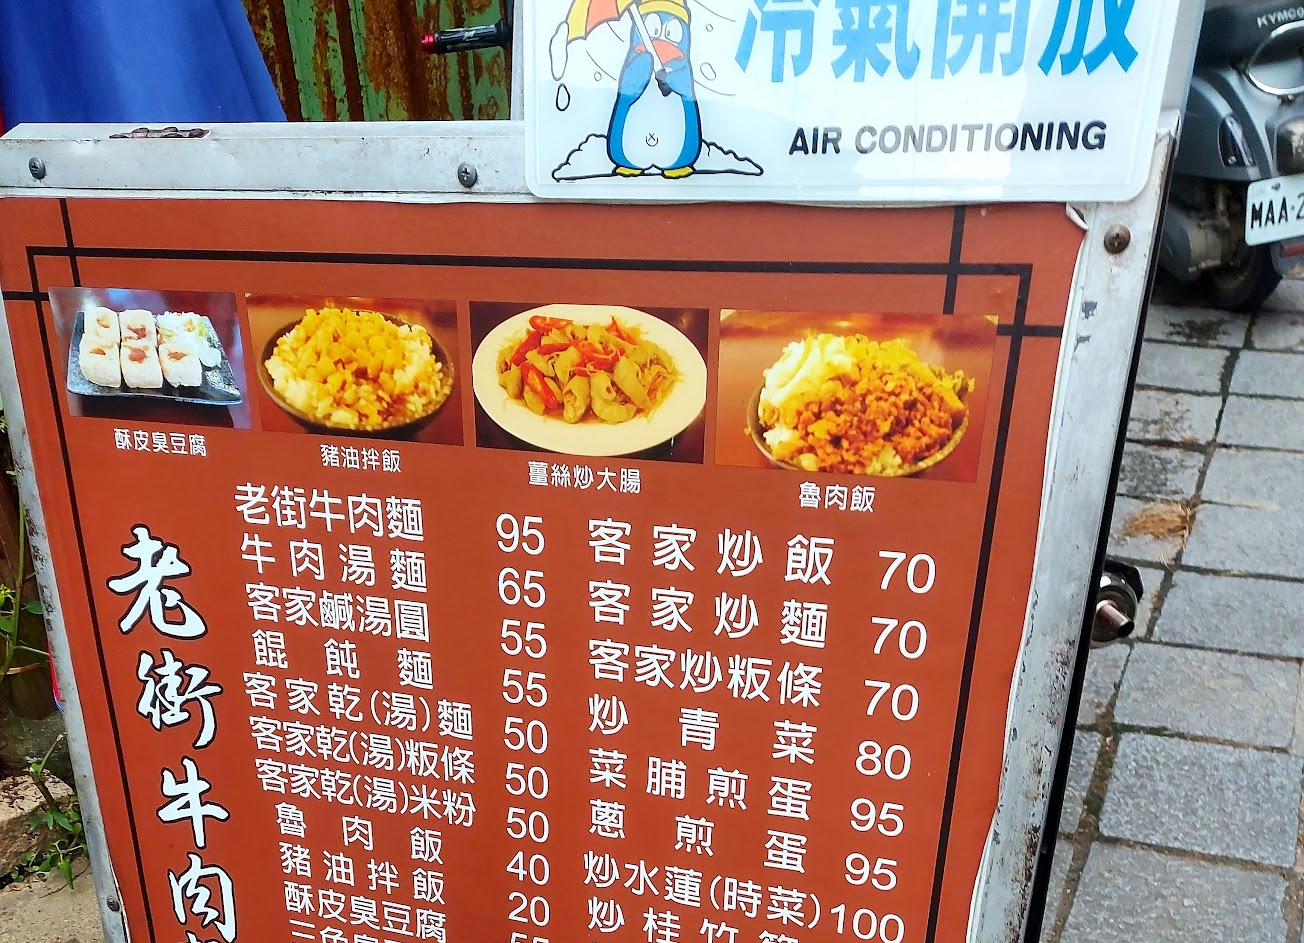 冷氣開放
AIR CONDITIONING
KYMCO
MAA-2
酥皮臭豆腐
豬油拌飯
薑絲炒大腸
魯肉飯
老街牛肉
老街牛肉麵 95
牛肉湯麵 65
客家鹹湯圓 55
餛飩麵 55
客家乾(湯)麵 50
客家乾(湯)粄條 50
客家乾(湯)米粉 50
魯肉飯 40
豬油拌飯 20
酥皮臭豆腐
客家炒飯 70
客家炒麵 70
客家炒粄條 70
炒青菜 80
菜脯煎蛋 95
蔥煎蛋 95
炒水蓮(時菜) 100
炒桂竹